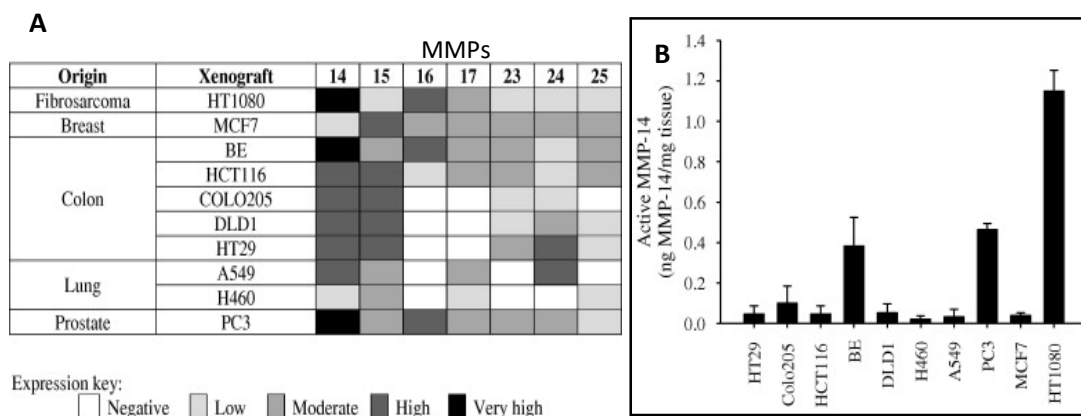 A
MMPs
Origin Xenograft 14 15 16 17 23 24 25
Fibrosarcoma HT1080
Breast MCF7
Colon
BE
HCT116
COLO205
DLD1
HT29
Lung
A549
H460
Prostate PC3
Expression key:
Negative Low Moderate High Very high
B
Active MMP-14
(ng MMP-14/mg tissue)
1.4
1.2
1.0
0.8
0.6
0.4
0.2
0.0
HT29
Colo205
HCT116
BE
DLD1
H460
A549
PC3
MCF7
HT1080